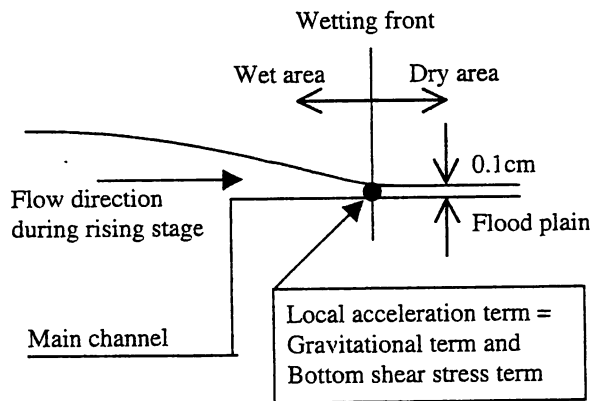 Wetting front
Wet area
Dry area
0.1cm
Flow direction
during rising stage
Flood plain
Local acceleration term =
Gravitational term and
Bottom shear stress term
Main channel